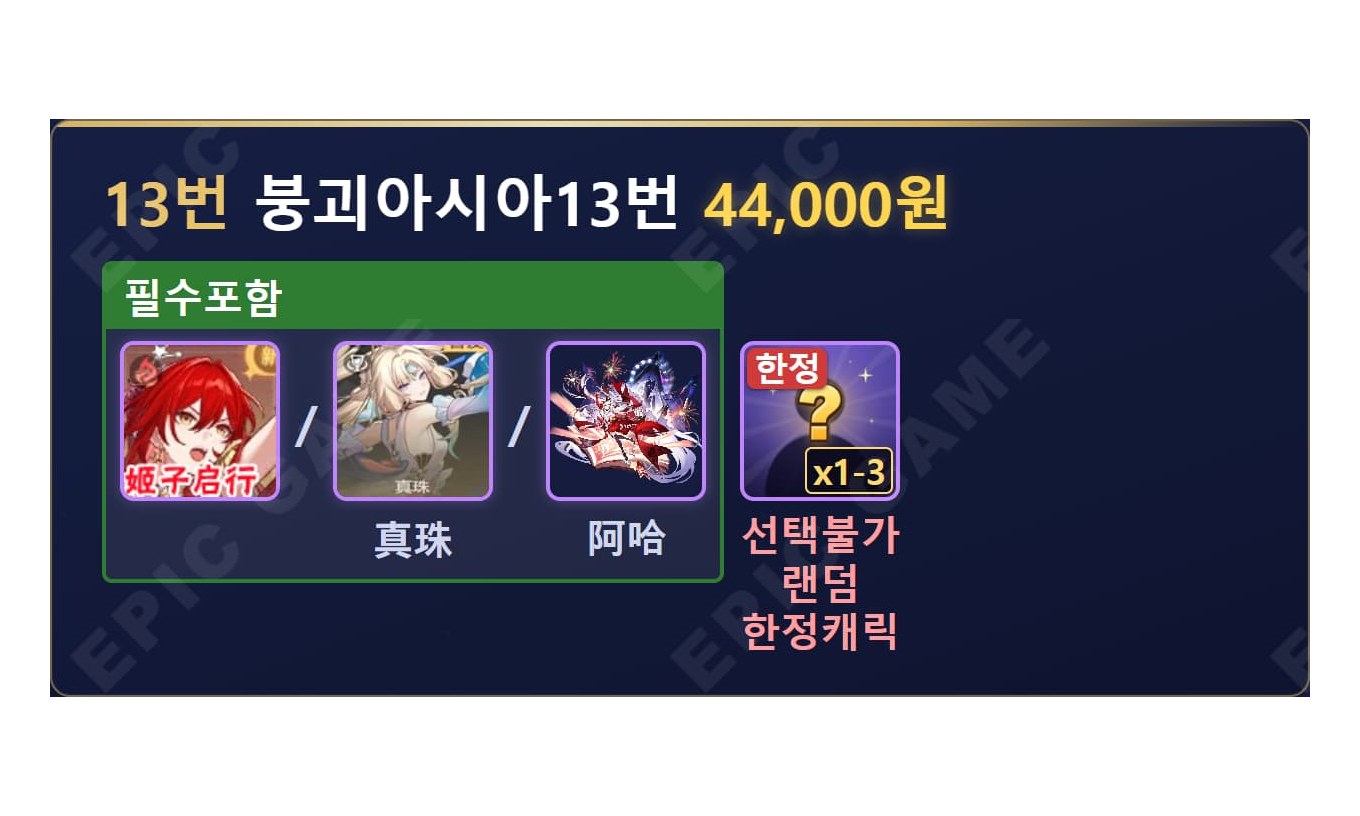 13번 붕괴아시아13번 44,000원
필수포함
姬子启行
/
真珠
真珠
/
阿哈
한정
?
x1-3
선택불가
랜덤
한정캐릭
EPIC GAME